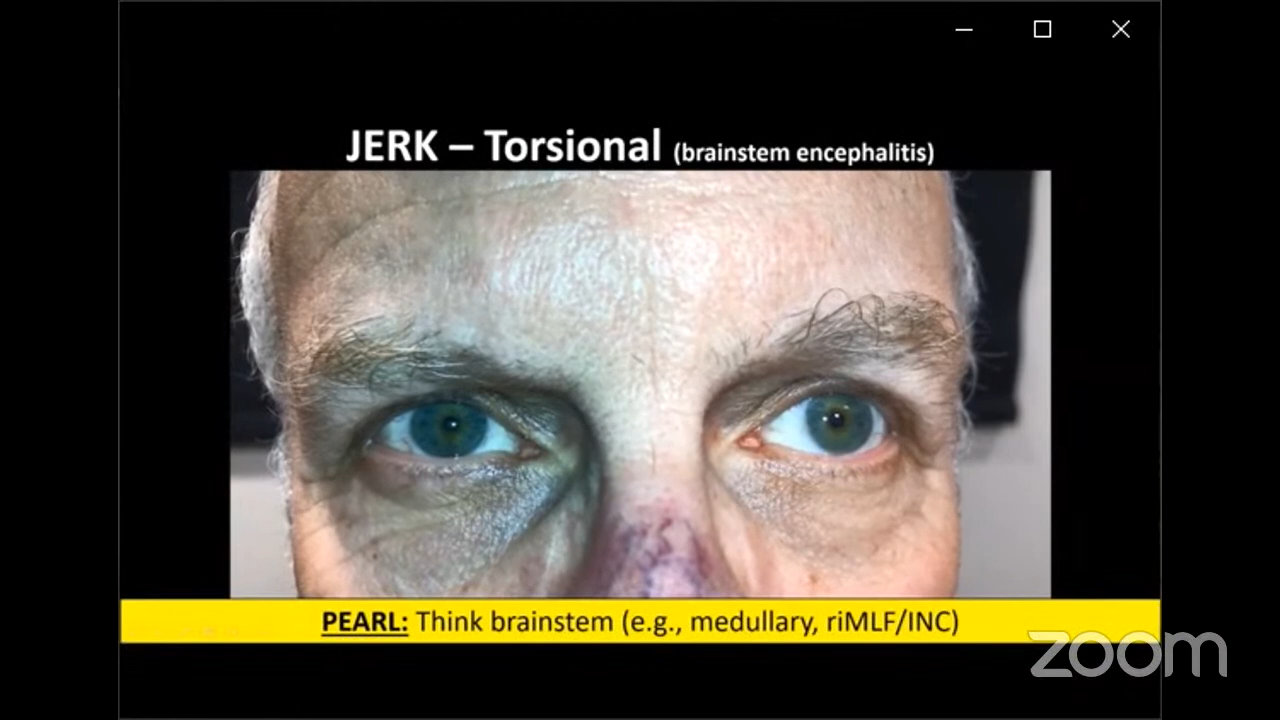 JERK – Torsional (brainstem encephalitis)
PEARL: Think brainstem (e.g., medullary, riMLF/INC)
zoom